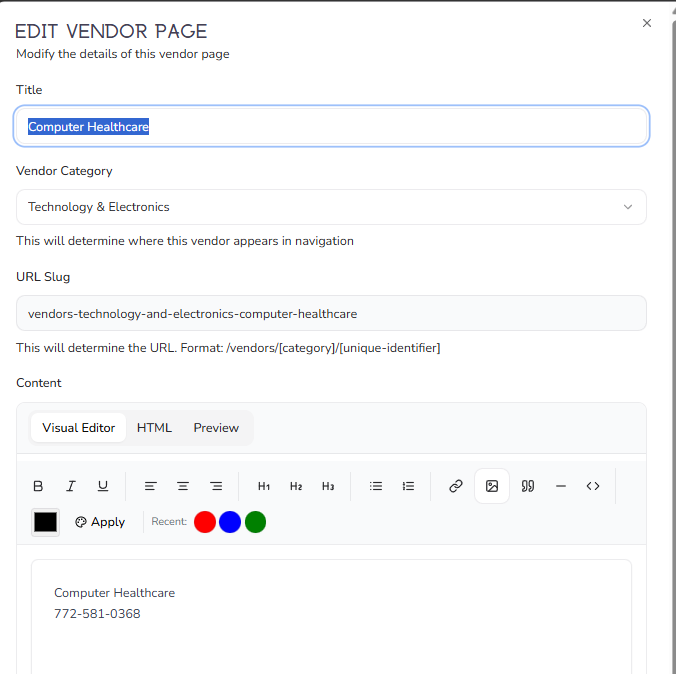 EDIT VENDOR PAGE
Modify the details of this vendor page
Title
Computer Healthcare
Vendor Category
Technology & Electronics
This will determine where this vendor appears in navigation
URL Slug
vendors-technology-and-electronics-computer-healthcare
This will determine the URL. Format: /vendors/[category]/[unique-identifier]
Content
Visual Editor HTML Preview
B I U H1 H2 H3
Apply Recent:
Computer Healthcare
772-581-0368